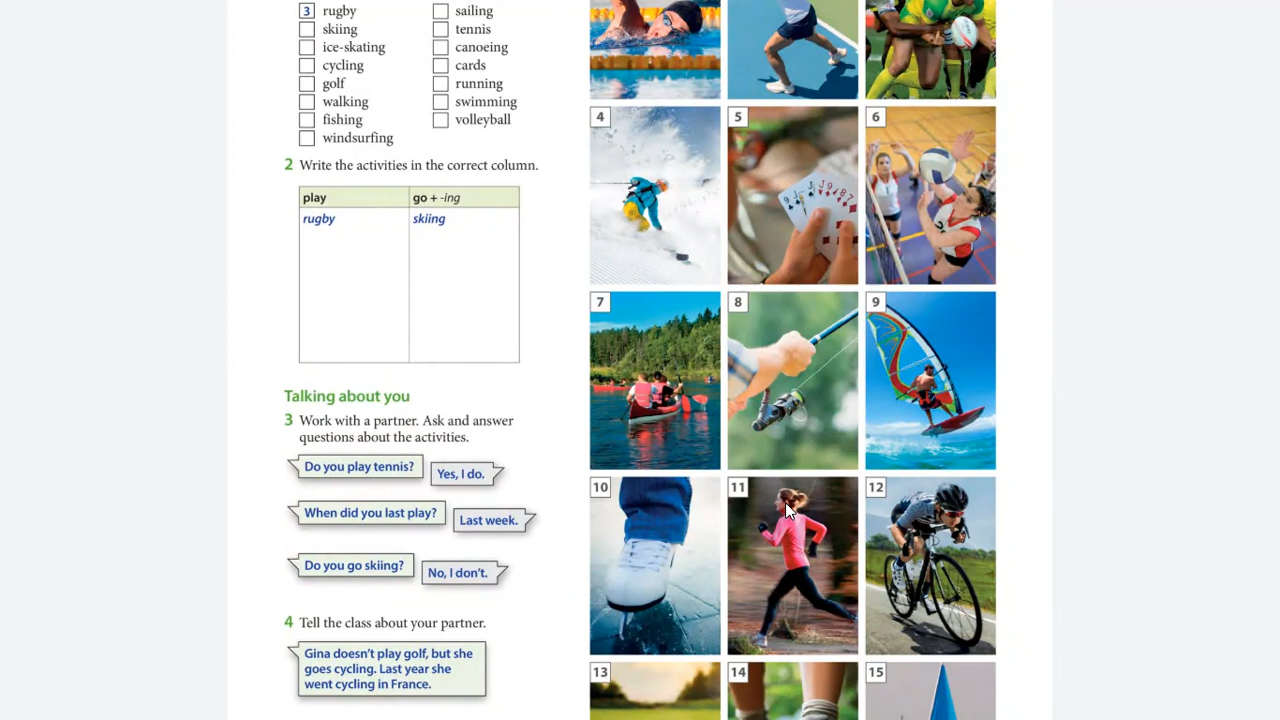 3 rugby
skiing
ice-skating
cycling
golf
walking
fishing
windsurfing
sailing
tennis
canoeing
cards
running
swimming
volleyball
2 Write the activities in the correct column.
play go + -ing
rugby skiing
Talking about you
3 Work with a partner. Ask and answer
questions about the activities.
Do you play tennis?
Yes, I do.
When did you last play?
Last week.
Do you go skiing?
No, I don't.
4 Tell the class about your partner.
Gina doesn't play golf, but she
goes cycling. Last year she
went cycling in France.
4
5
6
7
8
9
10
11
12
13
14
15